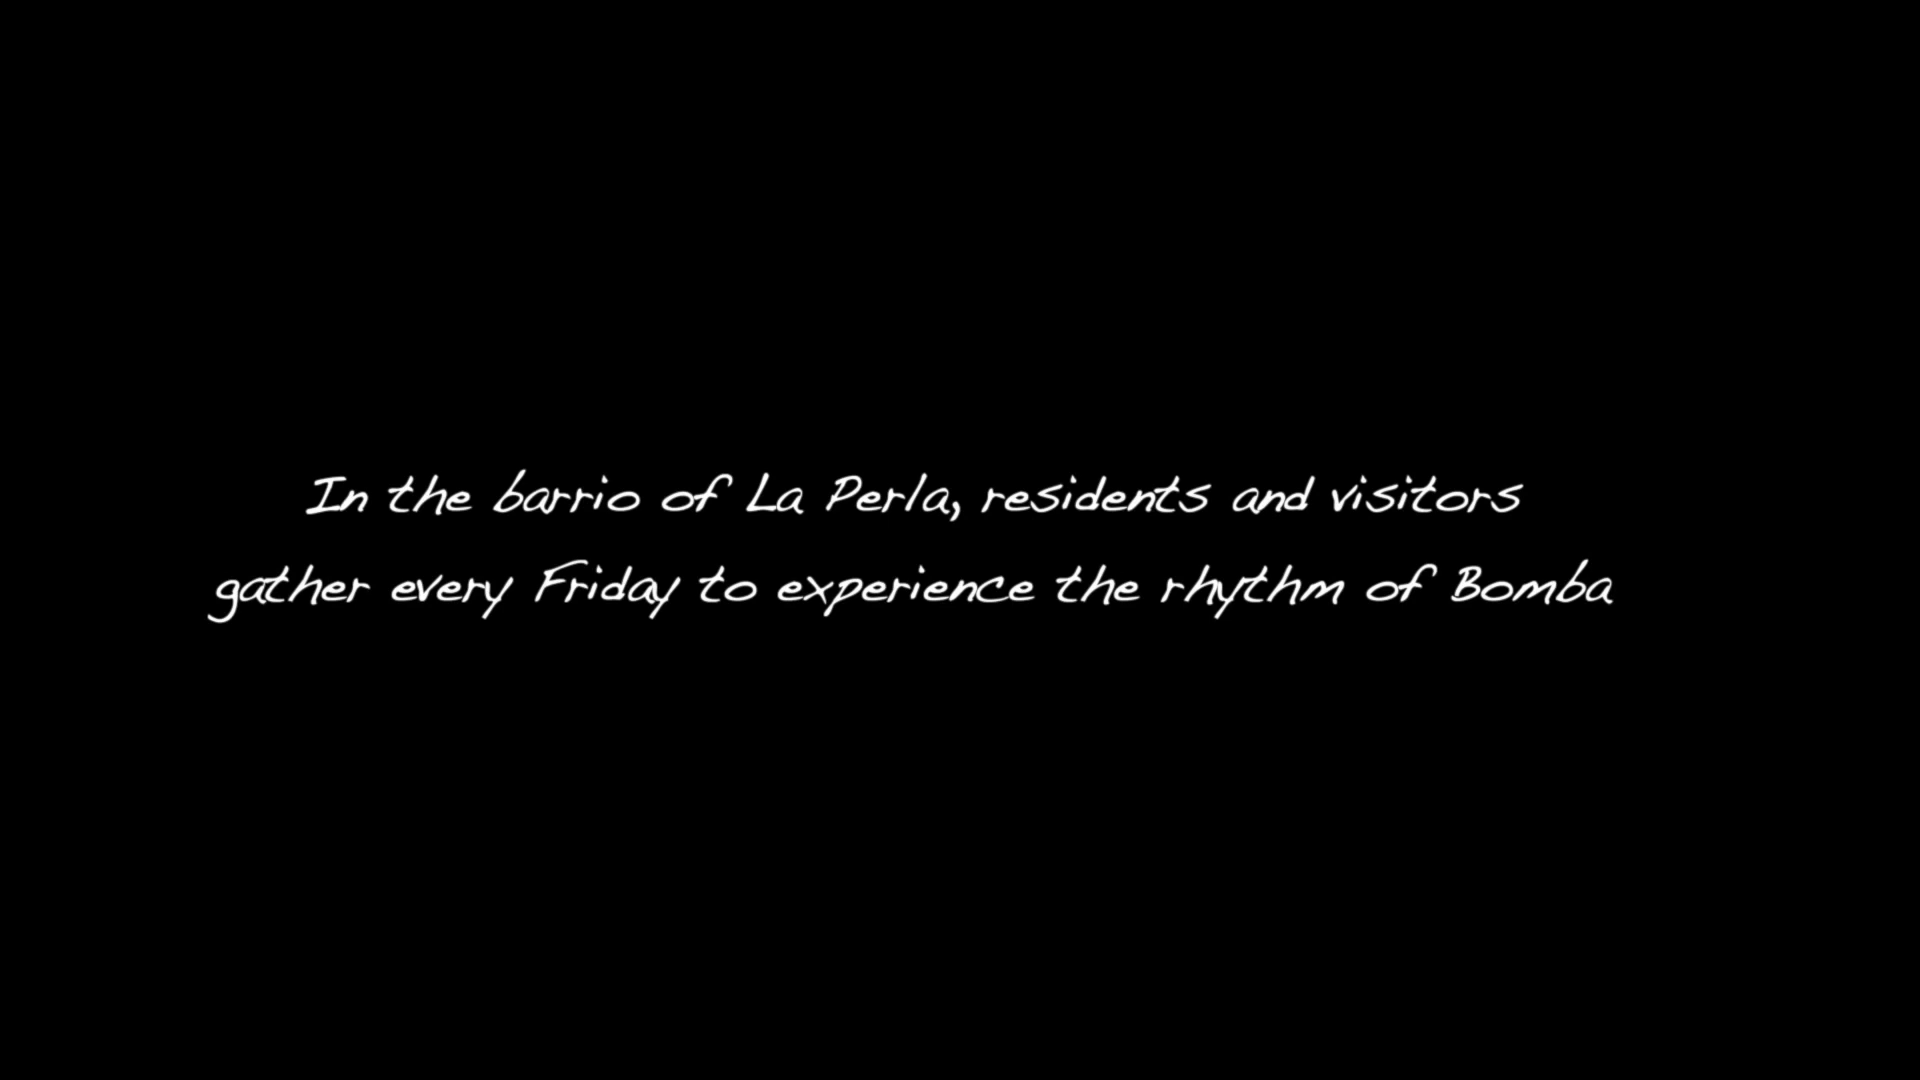 In the barrio of La Perla, residents and visitors
gather every Friday to experience the rhythm of Bomba